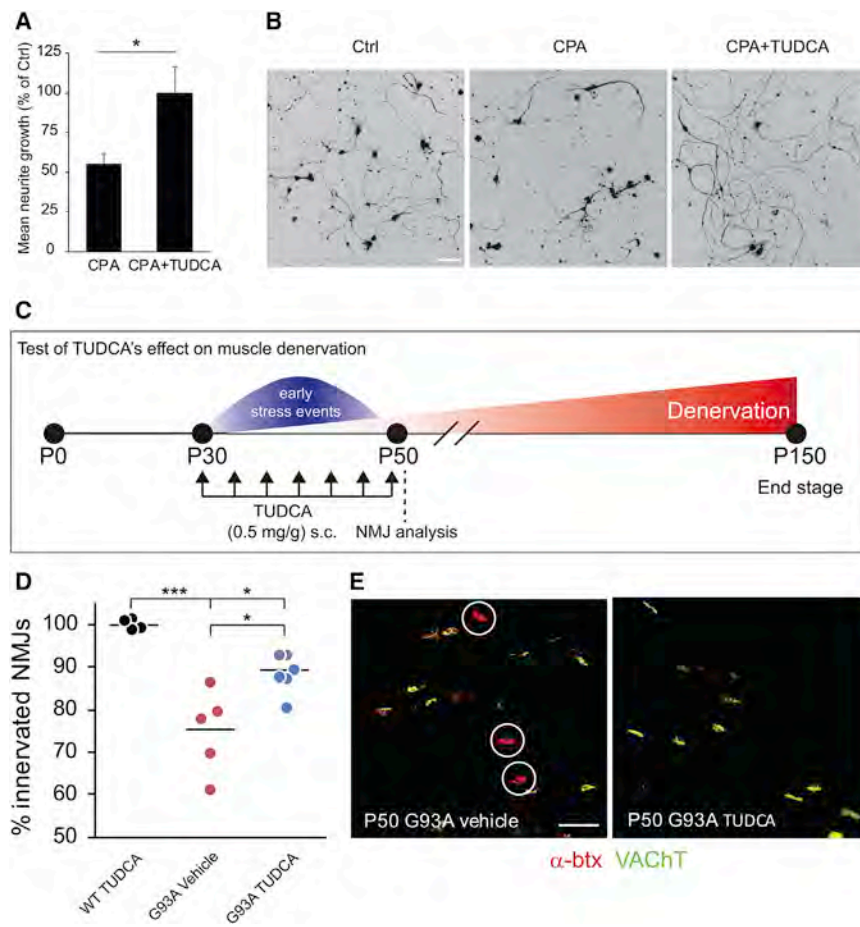 A
Mean neurite growth (% of Ctrl)
125
100
75
50
25
0
*
CPA CPA+TUDCA
B
Ctrl CPA CPA+TUDCA
C
Test of TUDCA's effect on muscle denervation
early
stress events
Denervation
P0 P30 P50 P150
TUDCA
(0.5 mg/g) s.c. NMJ analysis
End stage
D
% innervated NMJs
100
90
80
70
60
50
*** *
*
WT TUDCA
G93A Vehicle
G93A TUDCA
E
P50 G93A vehicle P50 G93A TUDCA
α-btx VAChT